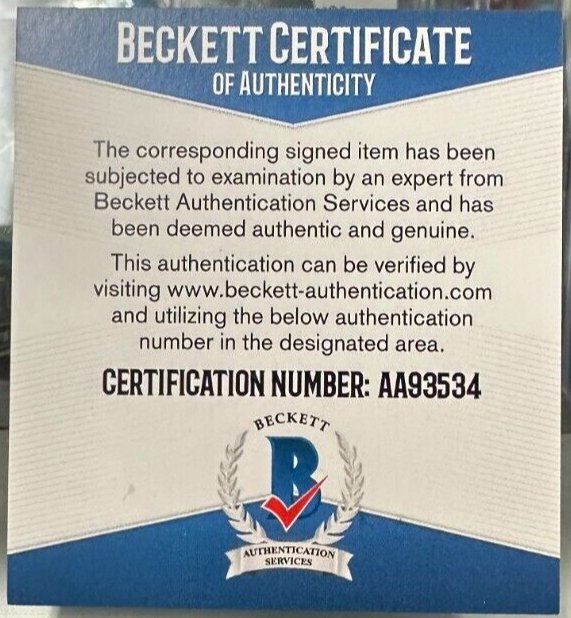 BECKETT CERTIFICATE
OF AUTHENTICITY
The corresponding signed item has been
subjected to examination by an expert from
Beckett Authentication Services and has
been deemed authentic and genuine.
This authentication can be verified by
visiting www.beckett-authentication.com
and utilizing the below authentication
number in the designated area.
CERTIFICATION NUMBER: AA93534
BECKETT
B
AUTHENTICATION
SERVICES